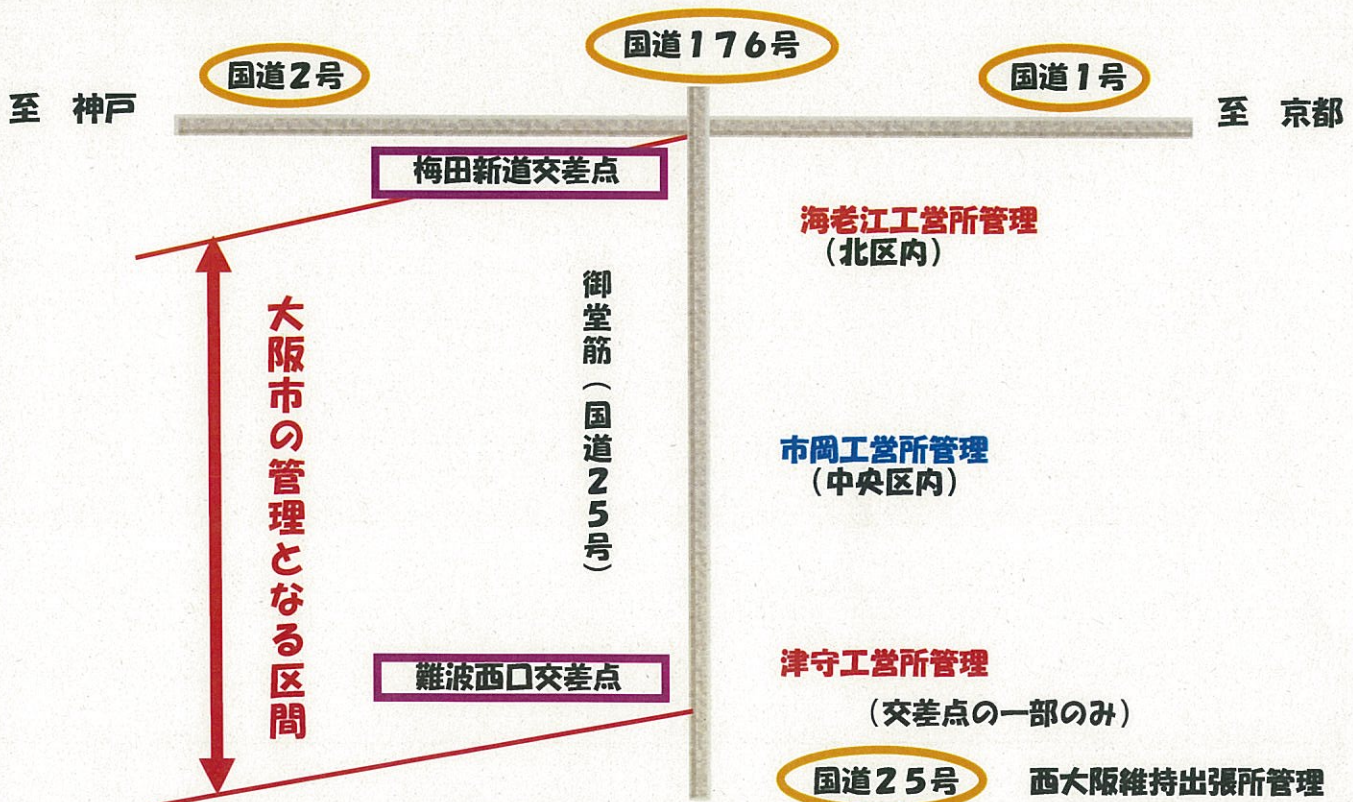 国道176号
国道2号
国道1号
至 神戸
至 京都
梅田新道交差点
海老江工営所管理
(北区内)
御堂筋(国道25号)
大阪市の管理となる区間
市岡工営所管理
(中央区内)
難波西口交差点
津守工営所管理
(交差点の一部のみ)
国道25号
西大阪維持出張所管理